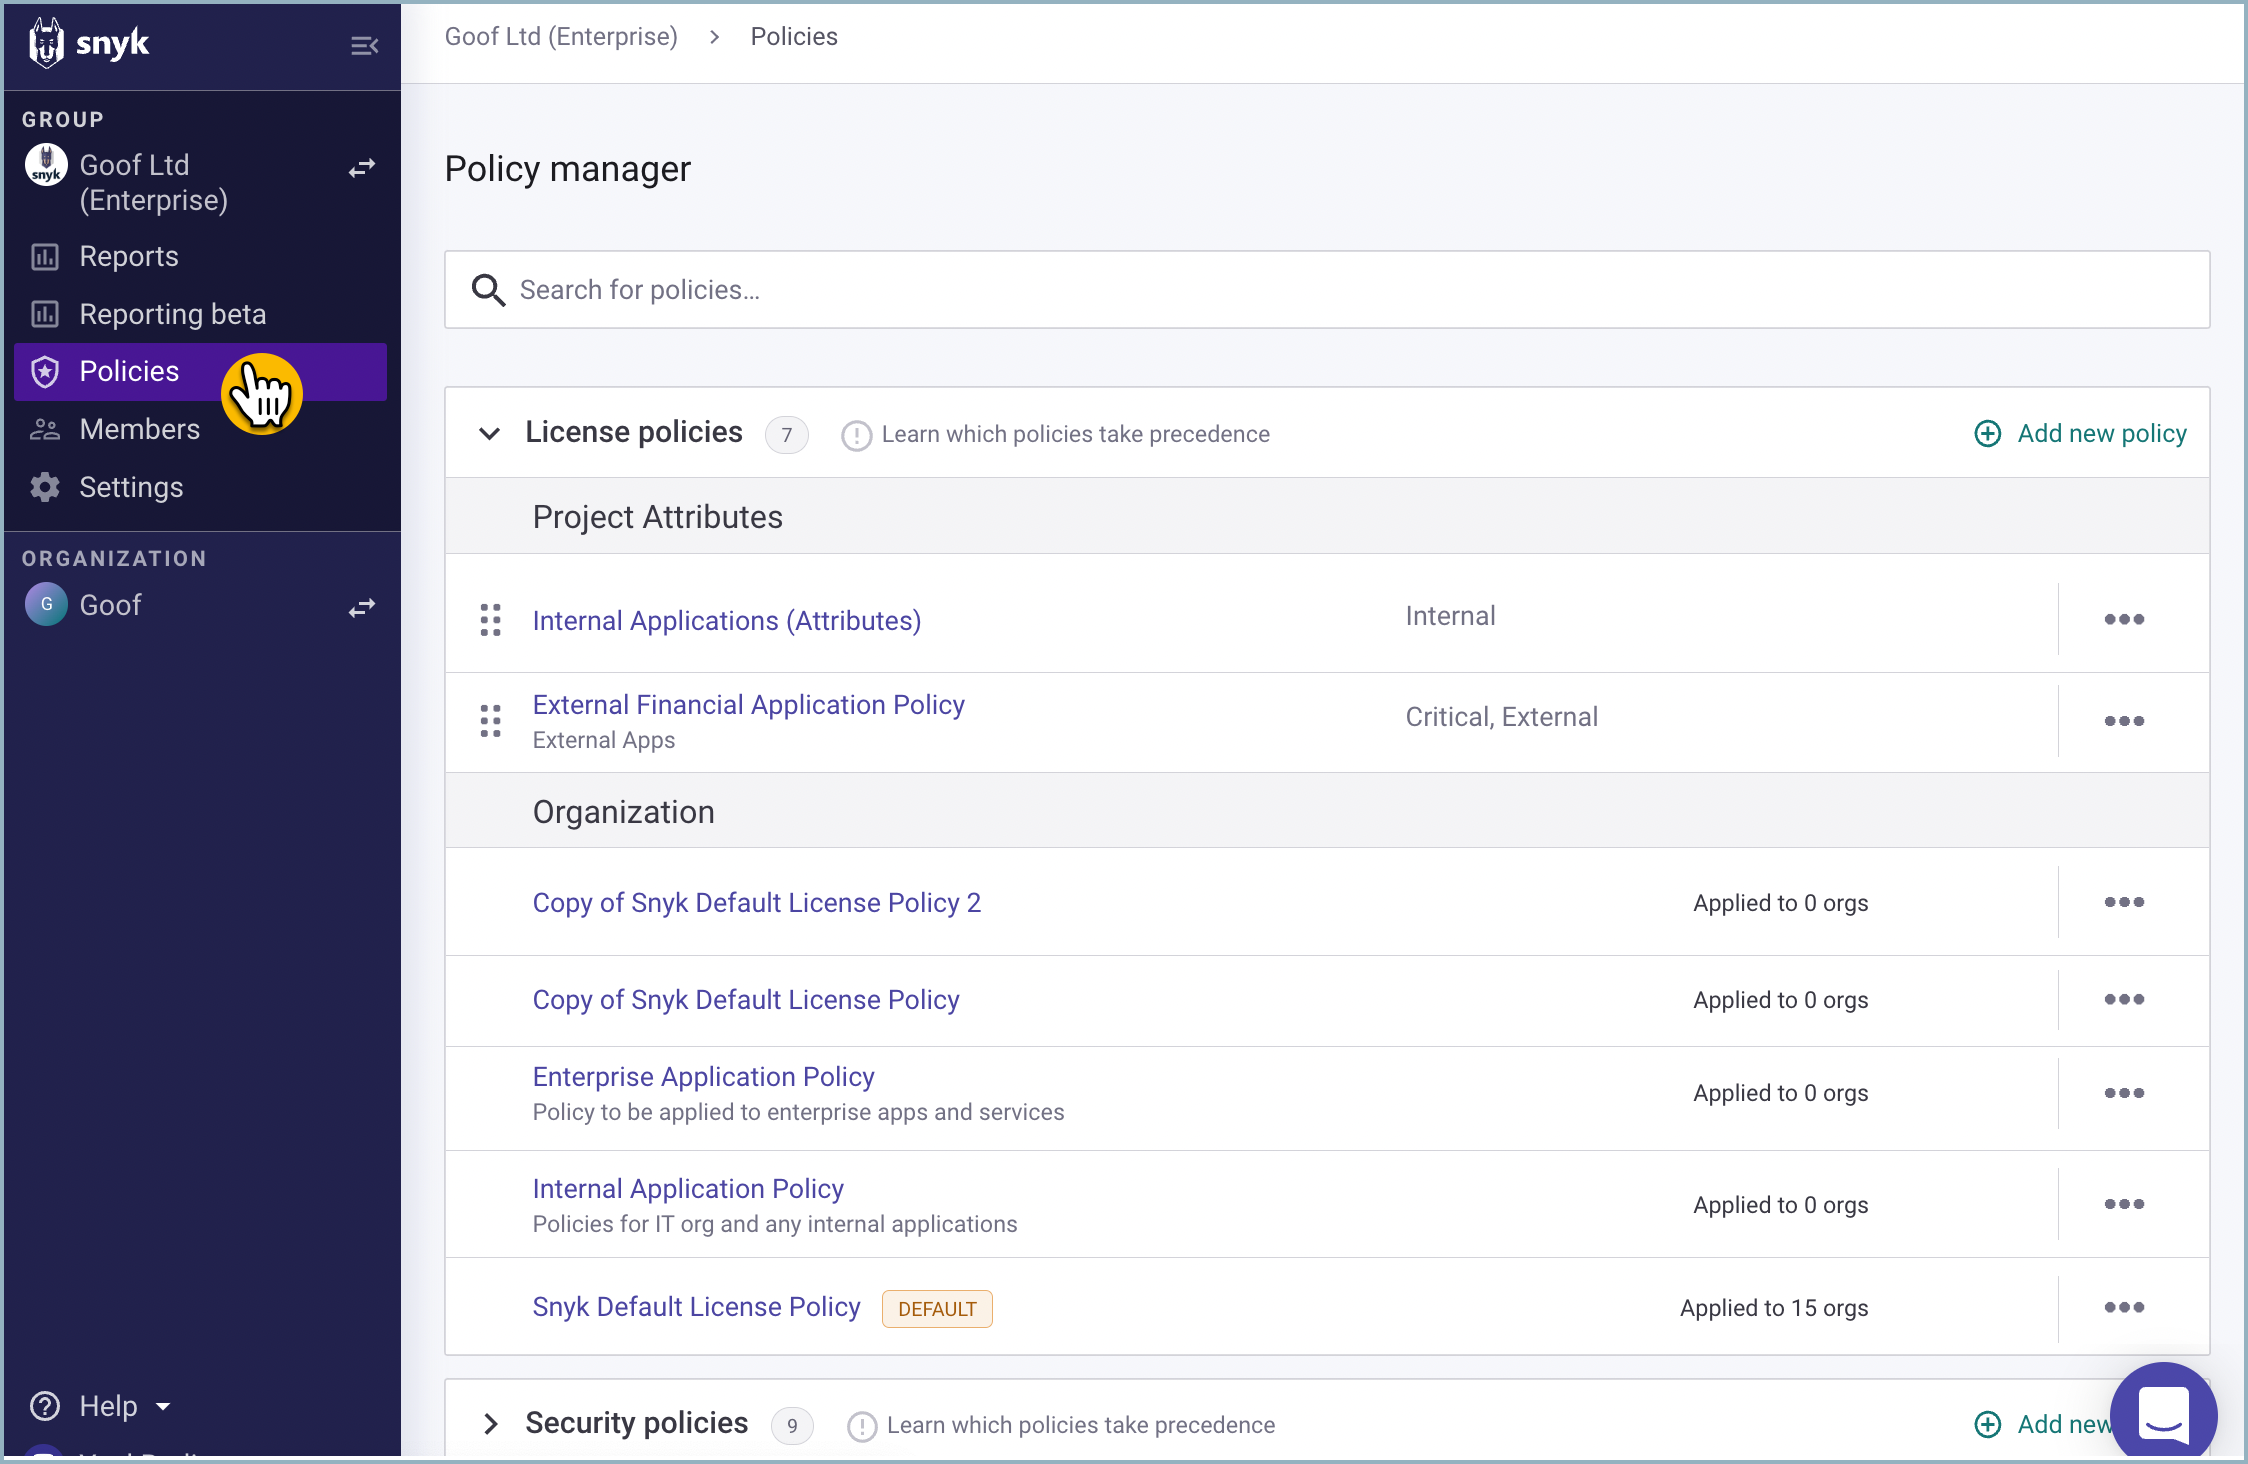 snyk
GROUP
snyk
Goof Ltd
(Enterprise)
Reports
Reporting beta
Policies
Members
Settings
ORGANIZATION
G
Goof
Help
Goof Ltd (Enterprise) > Policies
Policy manager
Search for policies...
License policies 7 Learn which policies take precedence Add new policy
Project Attributes
Internal Applications (Attributes) Internal
External Financial Application Policy Critical, External
External Apps
Organization
Copy of Snyk Default License Policy 2 Applied to 0 orgs
Copy of Snyk Default License Policy Applied to 0 orgs
Enterprise Application Policy Applied to 0 orgs
Policy to be applied to enterprise apps and services
Internal Application Policy Applied to 0 orgs
Policies for IT org and any internal applications
Snyk Default License Policy DEFAULT Applied to 15 orgs
Security policies 9 Learn which policies take precedence Add new